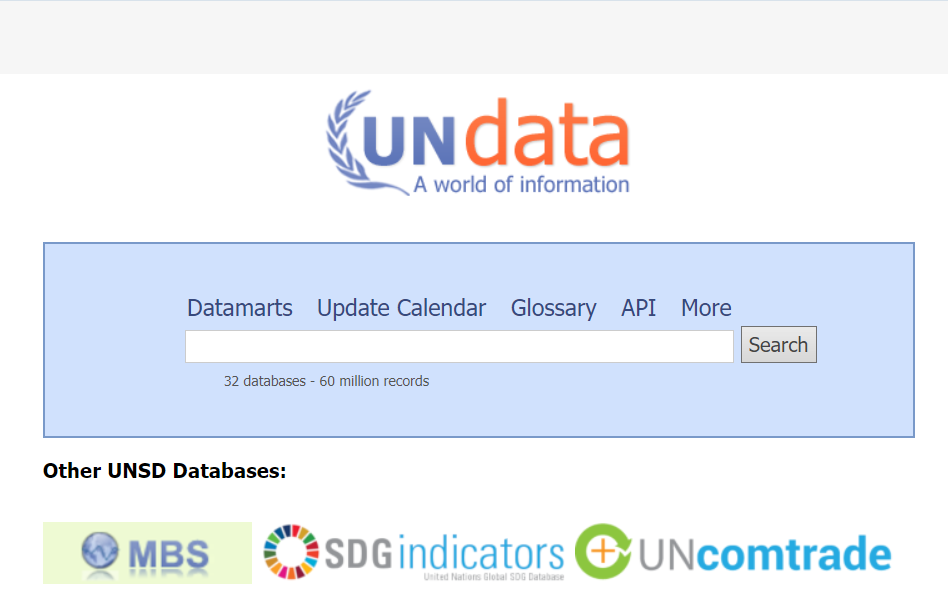 UNdata
A world of information
Datamarts Update Calendar Glossary API More
Search
32 databases - 60 million records
Other UNSD Databases:
MBS SDG indicators UNcomtrade
United Nations Global SDG Database